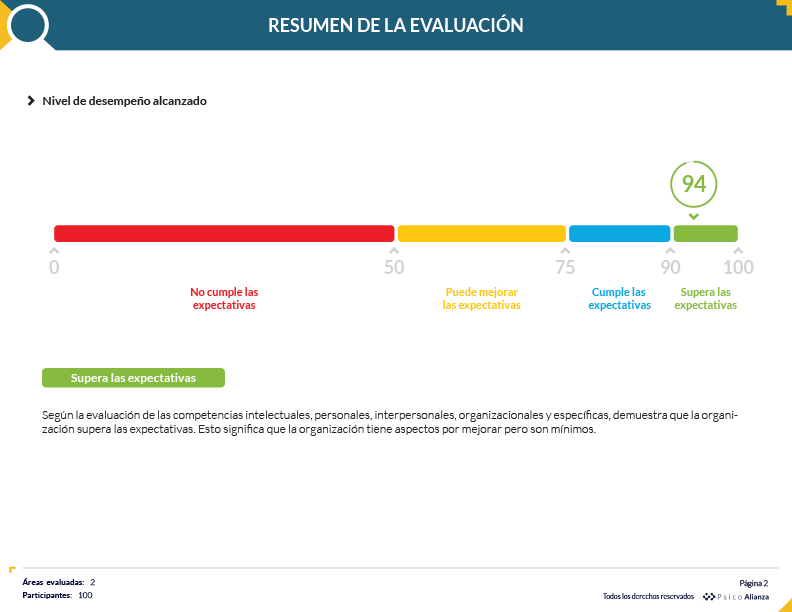 RESUMEN DE LA EVALUACIÓN
Nivel de desempeño alcanzado
94
0 50 75 90 100
No cumple las
expectativas
Puede mejorar
las expectativas
Cumple las
expectativas
Supera las
expectativas
Supera las expectativas
Según la evaluación de las competencias intelectuales, personales, interpersonales, organizacionales y específicas, demuestra que la organi-
zación supera las expectativas. Esto significa que la organización tiene aspectos por mejorar pero son mínimos.
Áreas evaluadas: 2
Participantes: 100
Página 2
Todos los derechos reservados
Psico Alianza